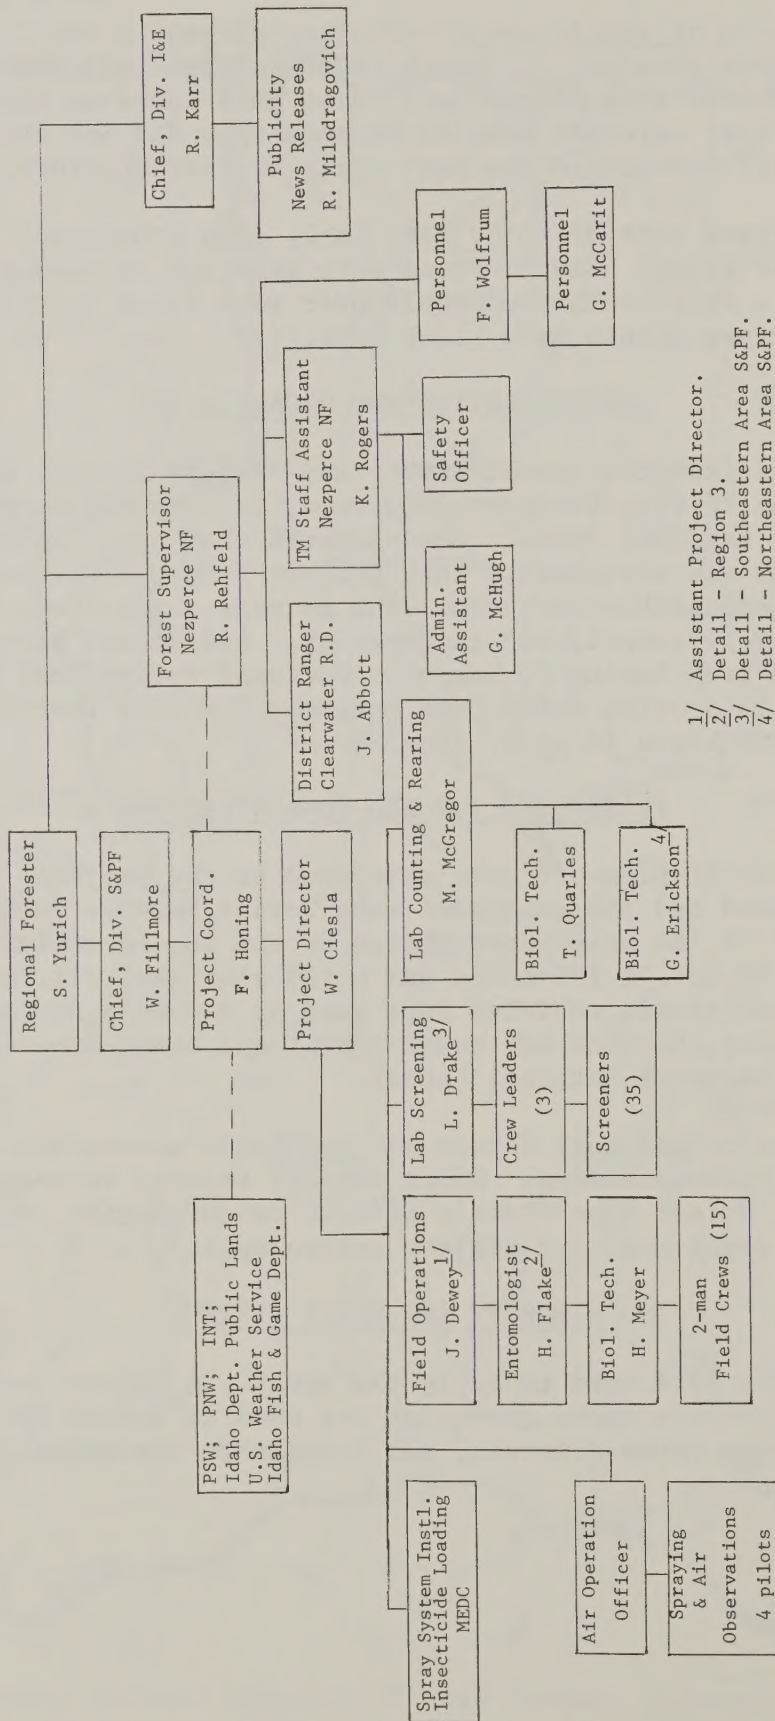 Regional Forester
S. Yurich
Chief, Div. S&PF
W. Fillmore
Project Coord.
F. Honing
Project Director
W. Ciesla
PSW; PNW; INT;
Idaho Dept. Public Lands
U.S. Weather Service
Idaho Fish & Game Dept.
Forest Supervisor
Nezperce NF
R. Rehfeld
Chief, Div. I&E
R. Karr
Publicity
News Releases
R. Milodragovich
District Ranger
Clearwater R.D.
J. Abbott
TM Staff Assistant
Nezperce NF
K. Rogers
Personnel
F. Wolfrum
Personnel
G. McCarit
Admin.
Assistant
G. McHugh
Safety
Officer
Spray System Instl.
Insecticide Loading
MEDC
Air Operation
Officer
Spraying
& Air
Observations
4 pilots
Field Operations
J. Dewey 1/
Entomologist
H. Flake 2/
Biol. Tech.
H. Meyer
2-man
Field Crews (15)
Lab Screening
L. Drake 3/
Crew Leaders
(3)
Screeners
(35)
Lab Counting & Rearing
M. McGregor
Biol. Tech.
T. Quarles
Biol. Tech.
G. Erickson 4/
1/ Assistant Project Director.
2/ Detail - Region 3.
3/ Detail - Southeastern Area S&PF.
4/ Detail - Northeastern Area S&PF.